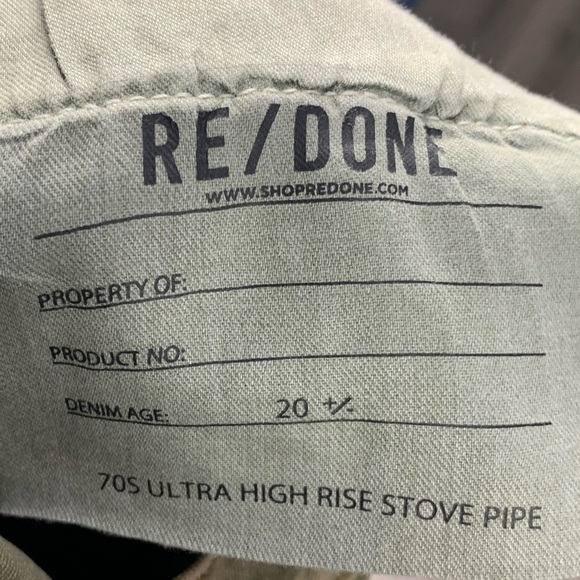 RE/DONE
WWW.SHOPREDONE.COM
PROPERTY OF:
PRODUCT NO:
DENIM AGE: 20 +/-
70S ULTRA HIGH RISE STOVE PIPE